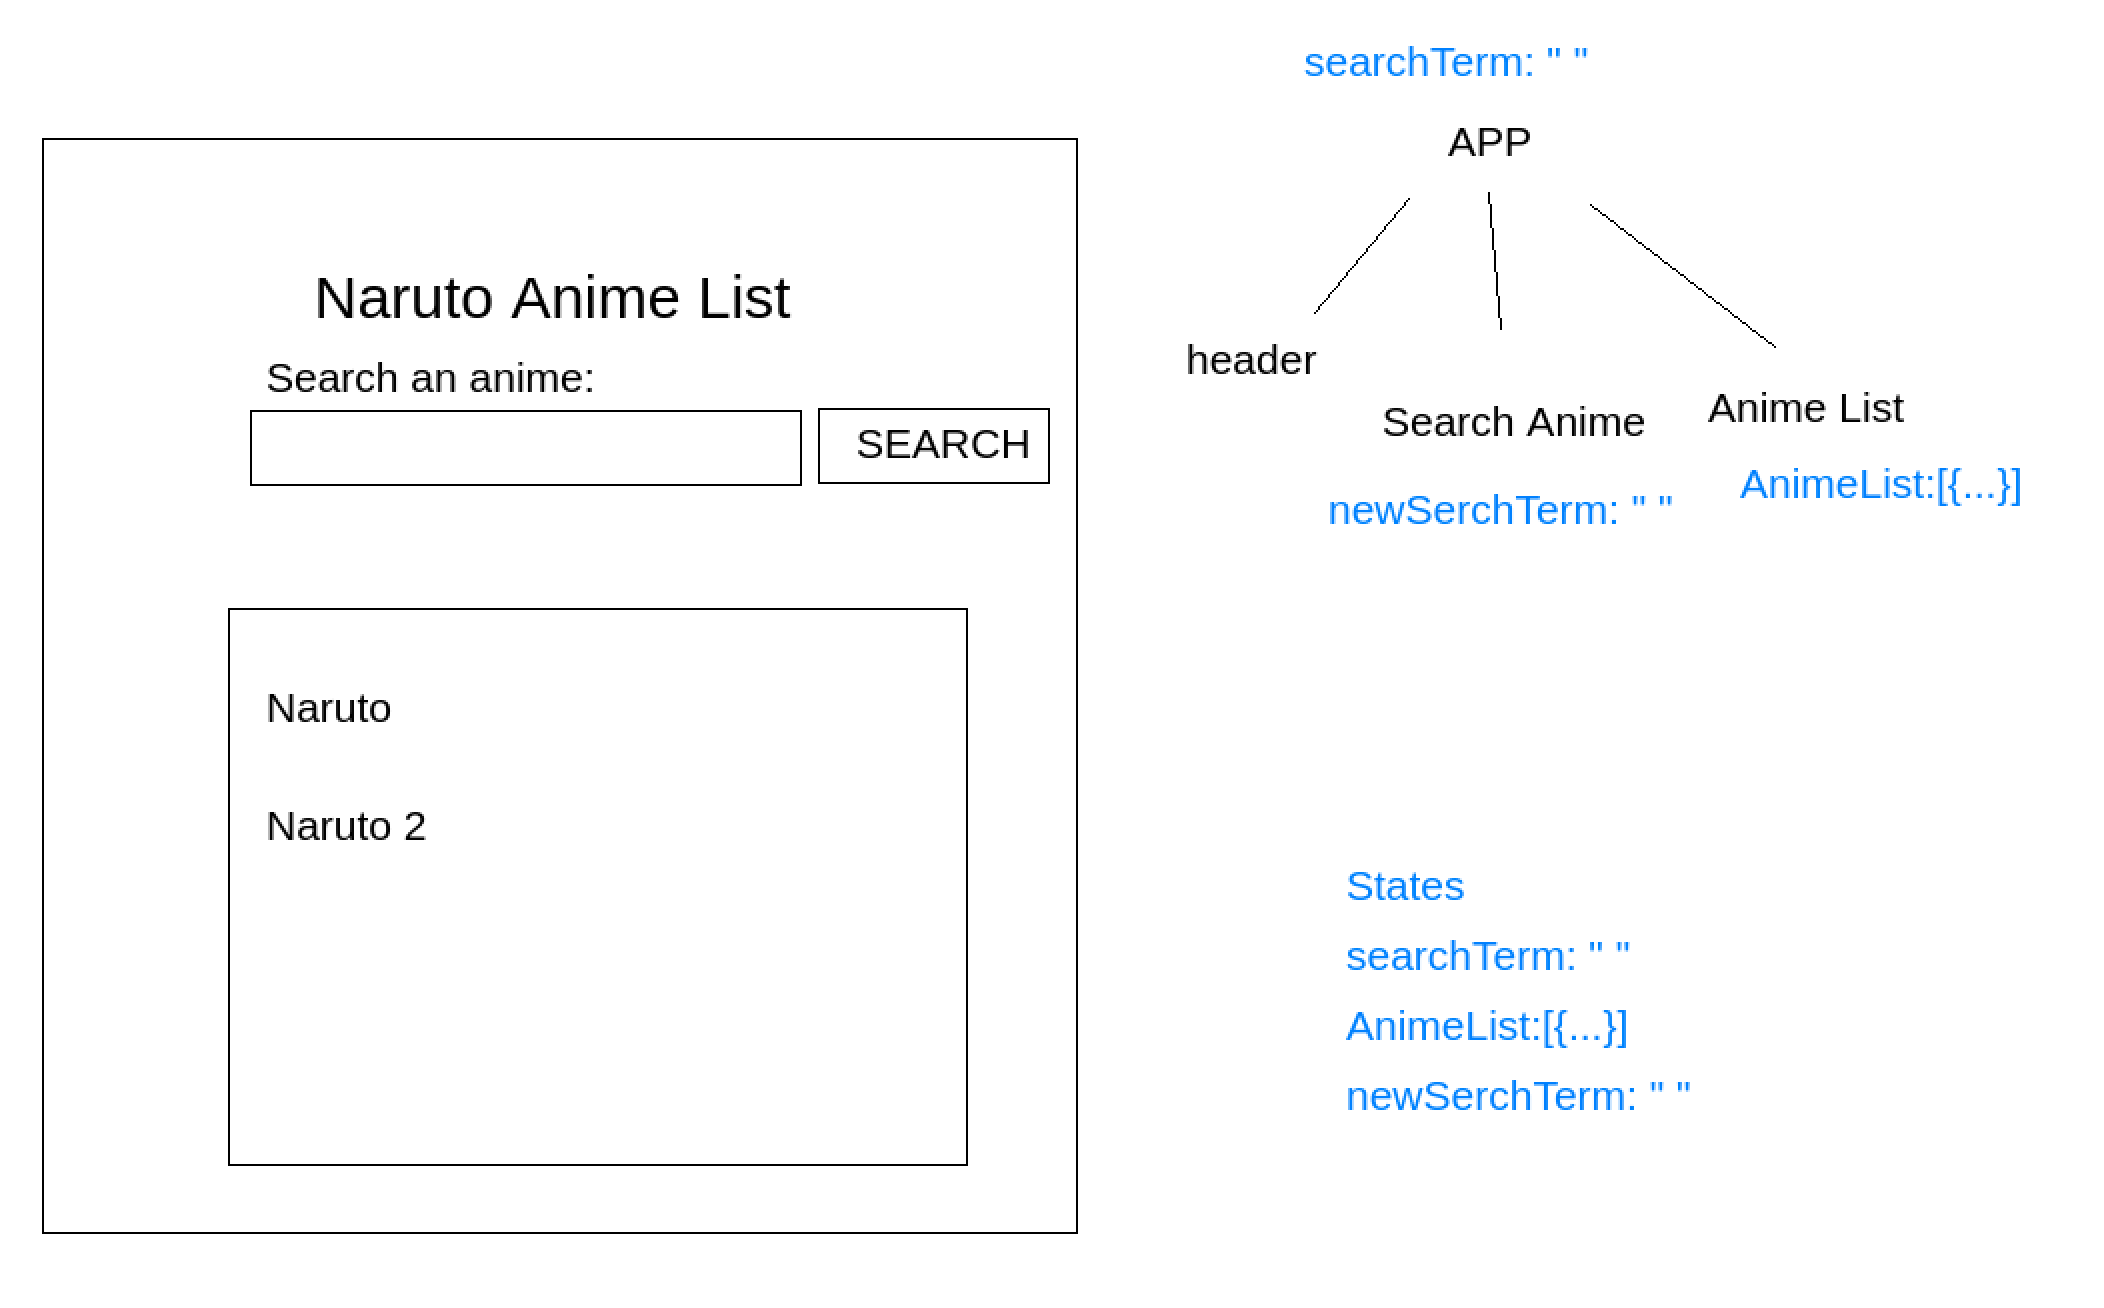 Naruto Anime List
Search an anime:
SEARCH
Naruto
Naruto 2
searchTerm: " "
APP
header
Search Anime
Anime List
newSerchTerm: " "
AnimeList:[{...}]
States
searchTerm: " "
AnimeList:[{...}]
newSerchTerm: " "